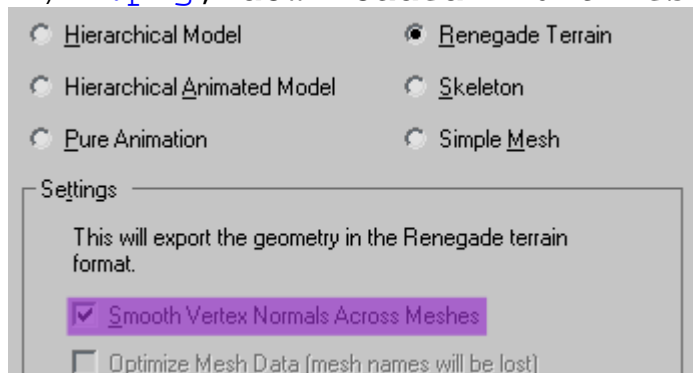 Hierarchical Model
Renegade Terrain
Hierarchical Animated Model
Skeleton
Pure Animation
Simple Mesh
Settings
This will export the geometry in the Renegade terrain
format.
Smooth Vertex Normals Across Meshes
Optimize Mesh Data (mesh names will be lost)